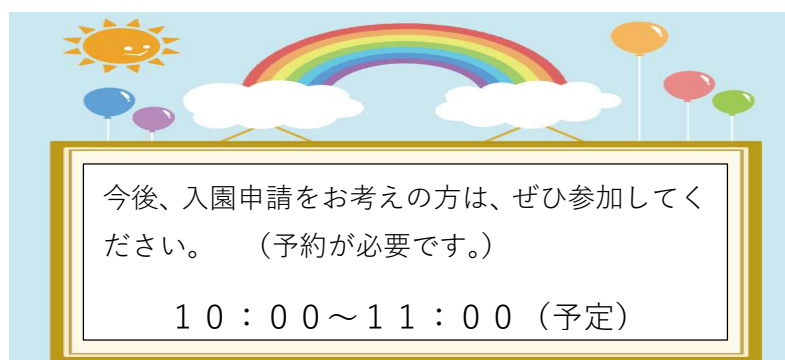 今後、入園申請をお考えの方は、ぜひ参加してく
ださい。　（予約が必要です。）
１０：００～１１：００（予定）